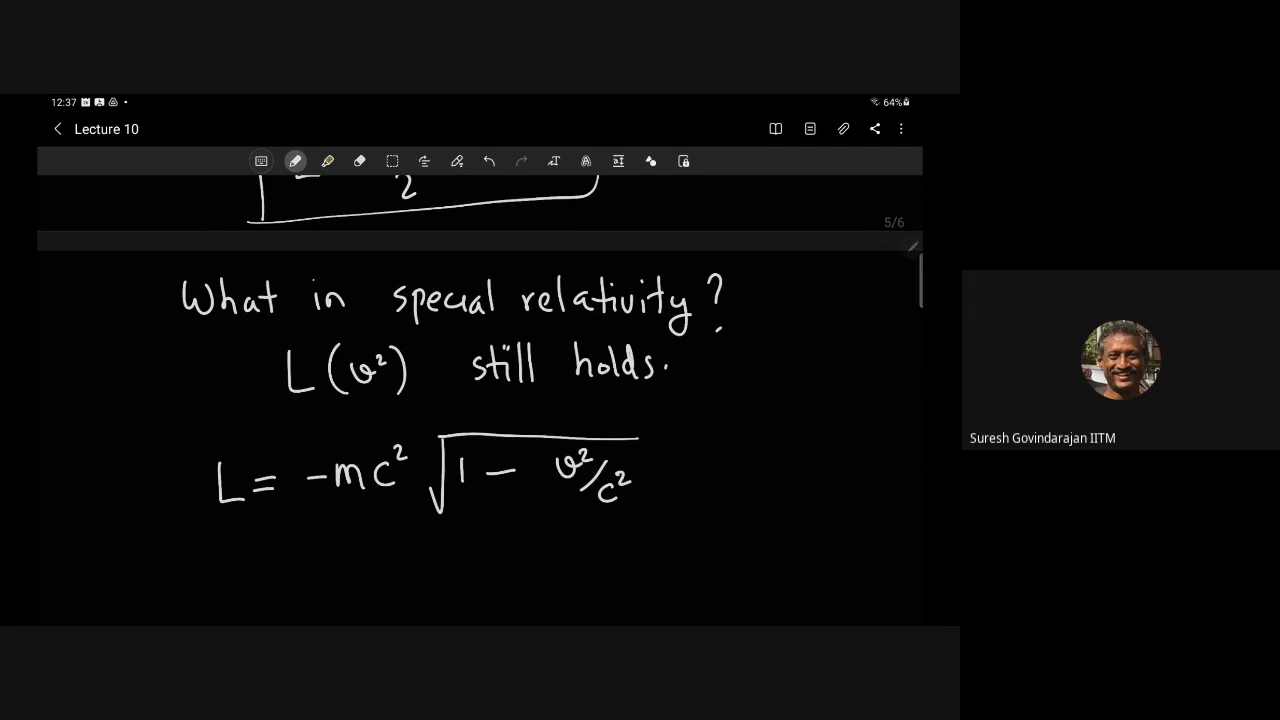 12:37
64%
Lecture 10
2
5/6
What in special relativity?
L(v²) still holds.
L = -mc² √1 - v²/c²
Suresh Govindarajan IITM